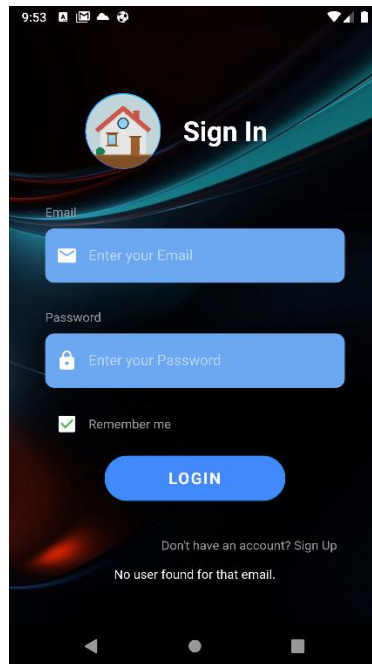 9:53
Sign In
Email
Enter your Email
Password
Enter your Password
Remember me
LOGIN
Don't have an account? Sign Up
No user found for that email.